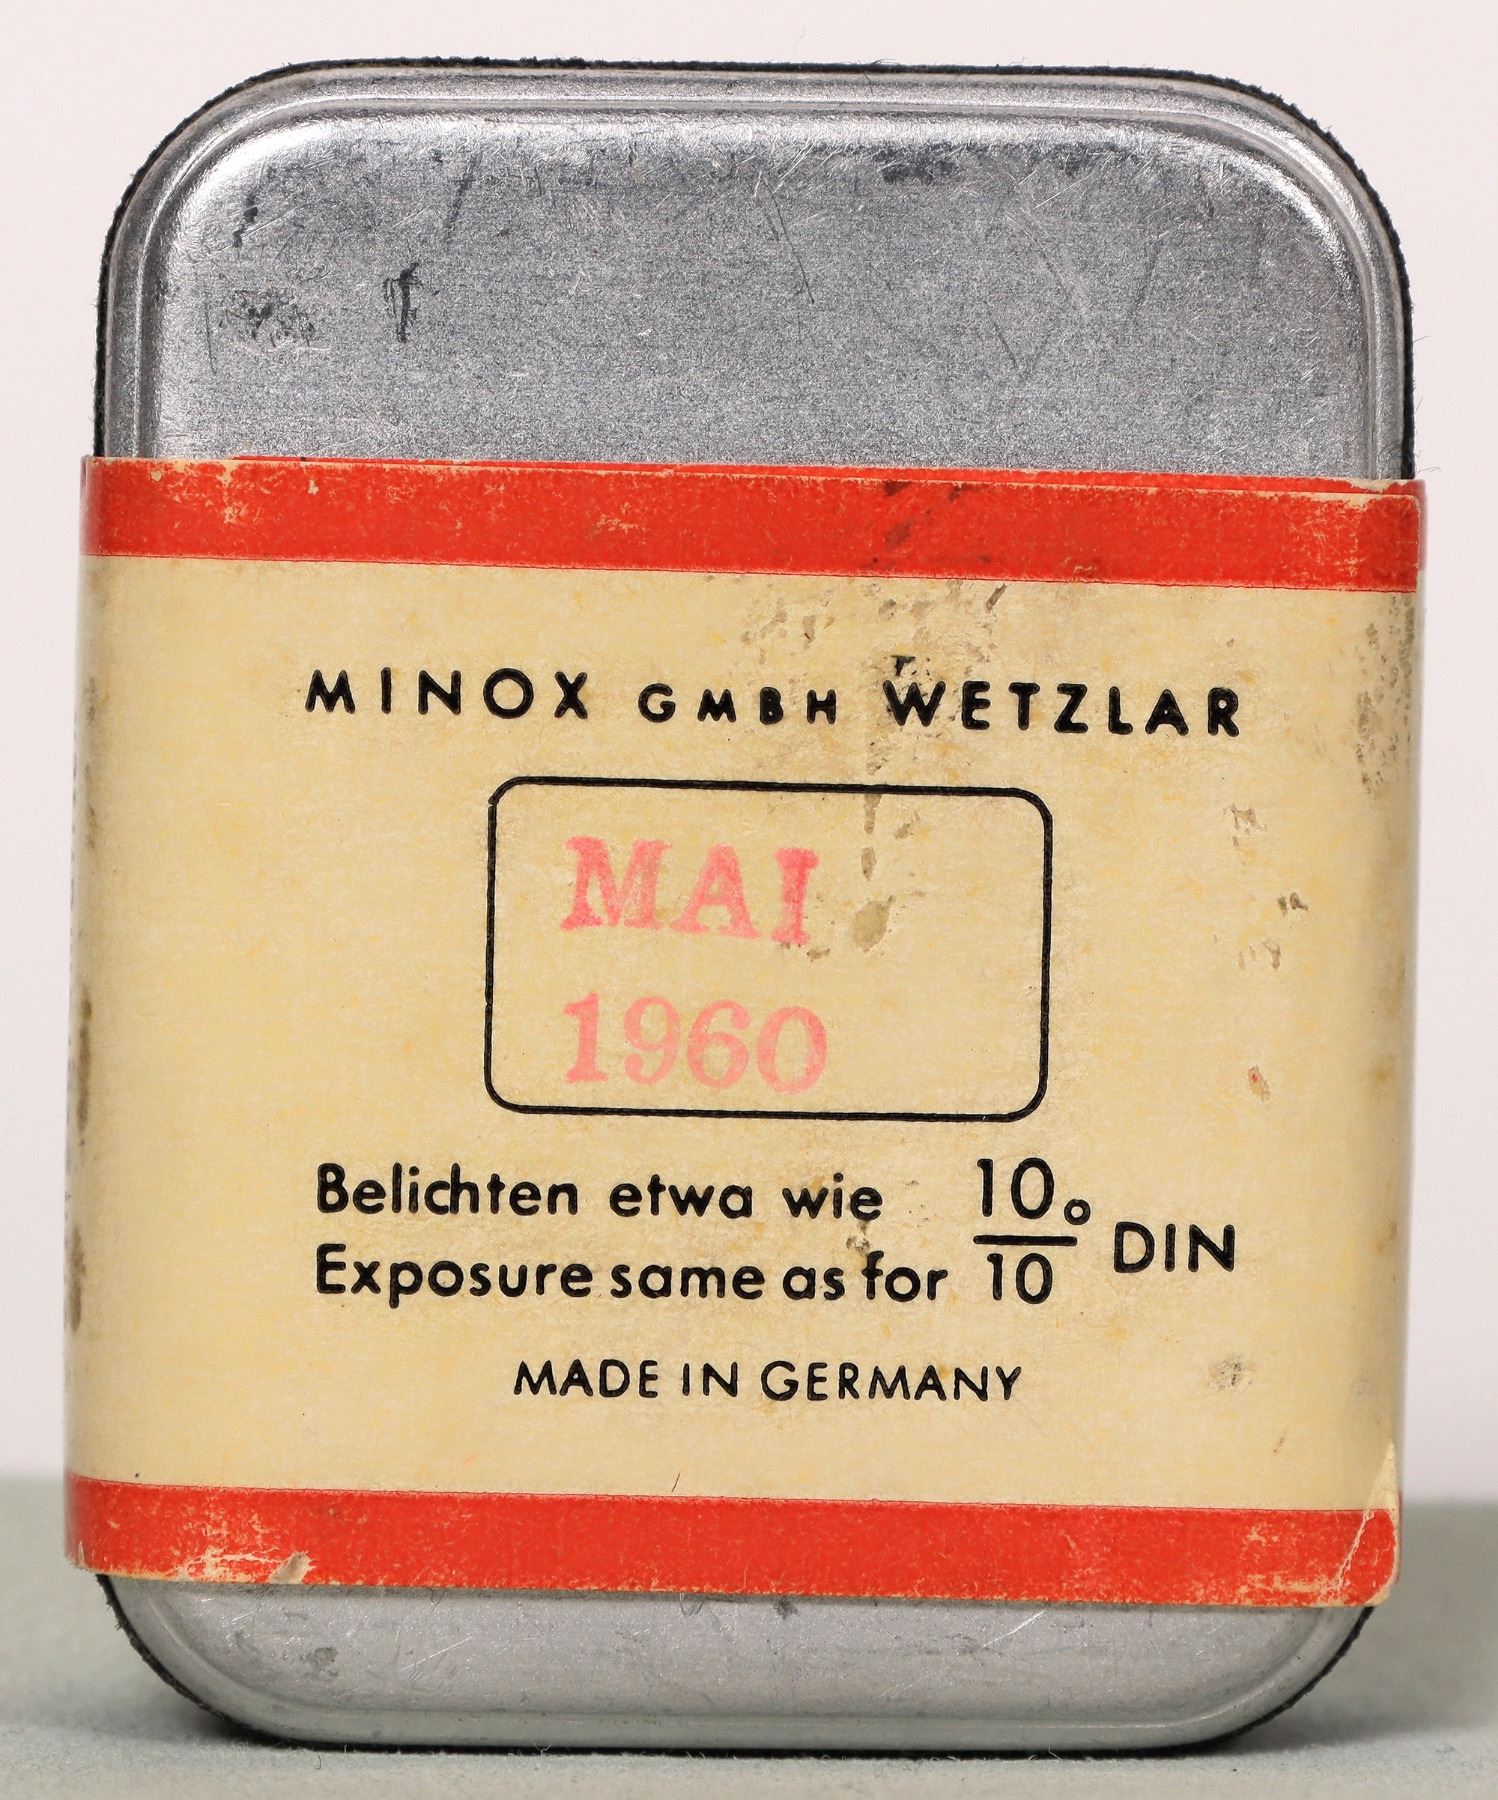 MINOX GMBH WETZLAR
MAI
1960
Belichten etwa wie 10°/10 DIN
Exposure same as for
MADE IN GERMANY